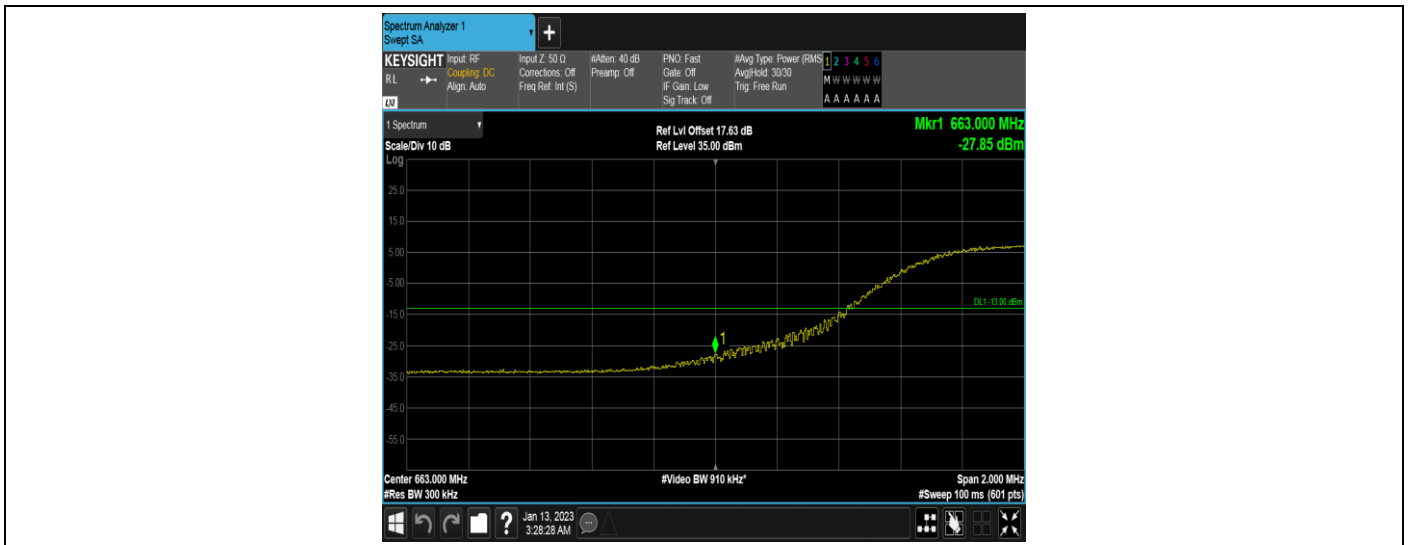 Spectrum Analyzer 1
Swept SA
+
KEYSIGHT
RL
LXI
Input: RF
Coupling: DC
Align: Auto
Input Z: 50 Ω
Corrections: Off
Freq Ref: Int (S)
#Atten: 40 dB
Preamp: Off
PNO: Fast
Gate: Off
IF Gain: Low
Sig Track: Off
#Avg Type: Power (RMS
Avg|Hold: 30/30
Trig: Free Run
1 2 3 4 5 6
M W W W W W
A A A A A A
1 Spectrum
Scale/Div 10 dB
Ref Lvl Offset 17.63 dB
Ref Level 35.00 dBm
Mkr1 663.000 MHz
-27.85 dBm
Log
25.0
15.0
5.00
-5.00
DL1 -13.00 dBm
-15.0
1
-25.0
-35.0
-45.0
-55.0
Center 663.000 MHz
#Video BW 910 kHz*
Span 2.000 MHz
#Res BW 300 kHz
#Sweep 100 ms (601 pts)
?
Jan 13, 2023
3:28:28 AM